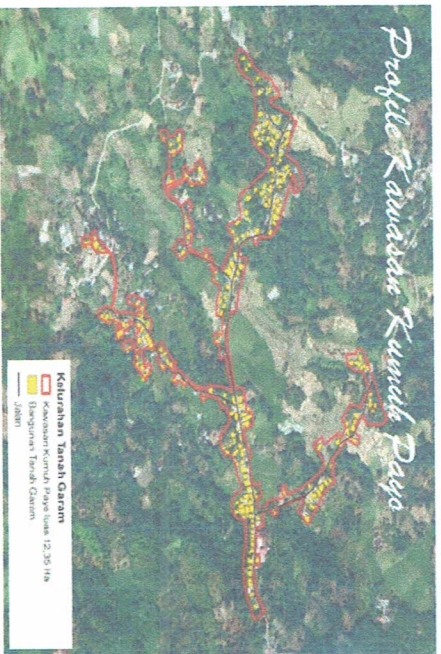 Profile Kawasan Kumuh Payo
Kelurahan Tanah Garam
Kawasan Kumuh Payo luas 12,35 Ha
Bangunan Tanah Garam
Jalan